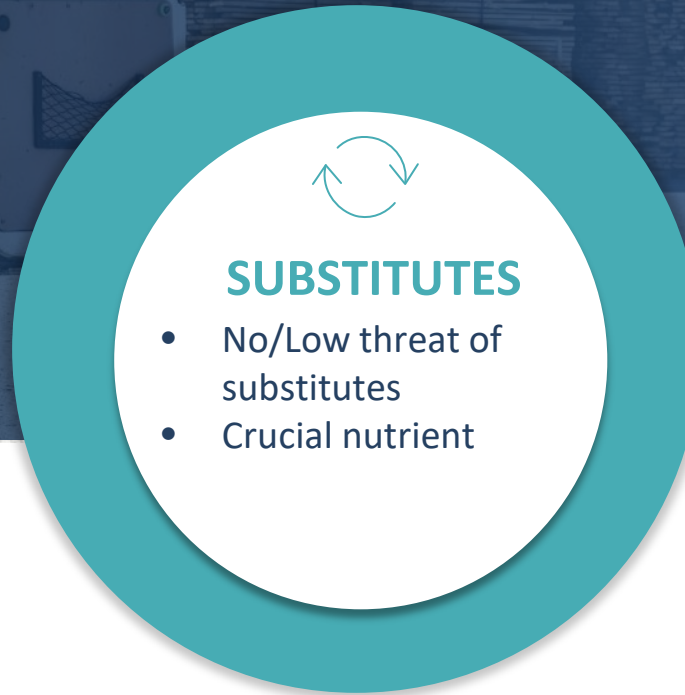 SUBSTITUTES
• No/Low threat of
substitutes
• Crucial nutrient